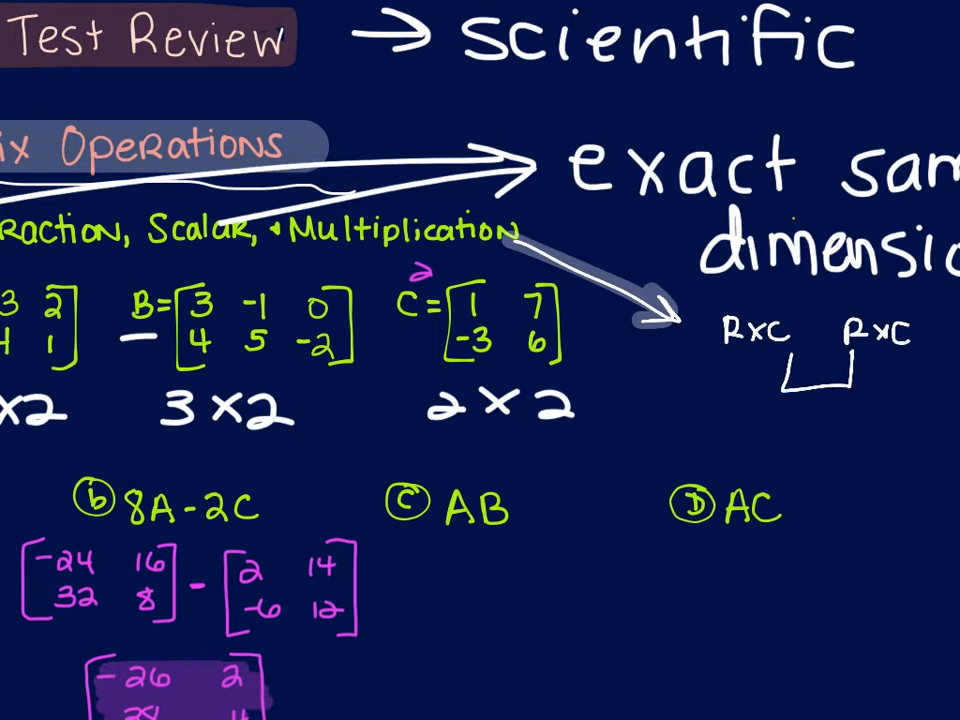 Test Review → scientific
ix Operations
exact sam
raction, Scalar, + Multiplication
dimensio
2
3 2 B = [3 -1 0 C = [1 7
4 1 4 5 -2] -3 6]
RxC RxC
x2 3x2 2x2
b 8A - 2C C AB D AC
[-24 16 32 8] - [2 14 -6 12]
[-26 2